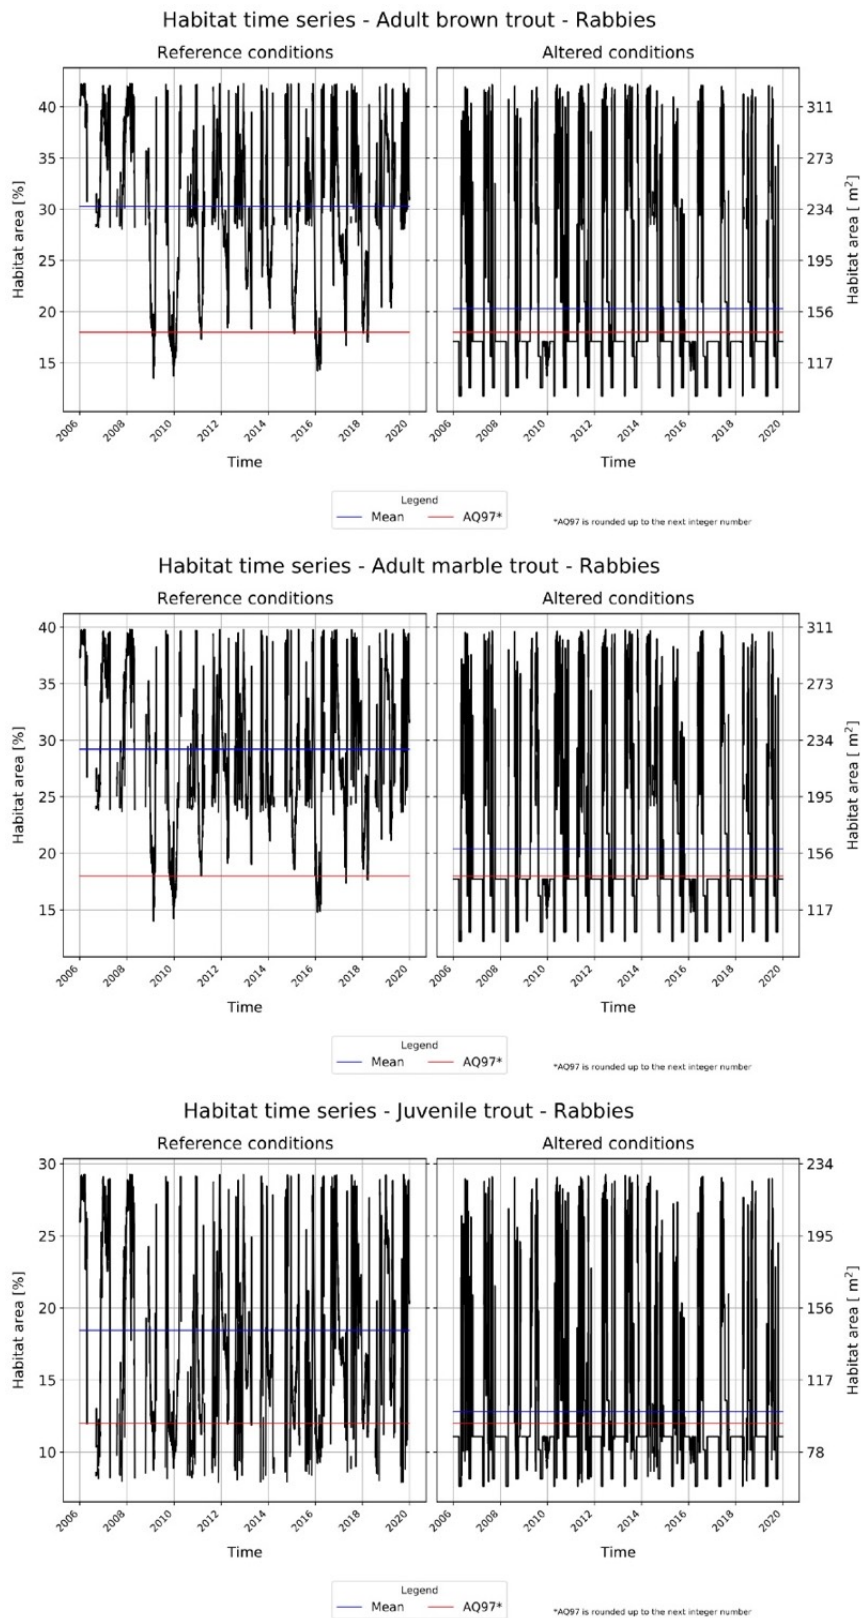 Habitat time series - Adult brown trout - Rabbies
Reference conditions
Altered conditions
Habitat area [%]
40
35
30
25
20
15
311
273
234
195
156
117
Habitat area [ m²]
2006 2008 2010 2012 2014 2016 2018 2020
2006 2008 2010 2012 2014 2016 2018 2020
Time
Time
Legend
Mean AQ97*
*AQ97 is rounded up to the next integer number
Habitat time series - Adult marble trout - Rabbies
Reference conditions
Altered conditions
Habitat area [%]
40
35
30
25
20
15
311
273
234
195
156
117
Habitat area [ m²]
2006 2008 2010 2012 2014 2016 2018 2020
2006 2008 2010 2012 2014 2016 2018 2020
Time
Time
Legend
Mean AQ97*
*AQ97 is rounded up to the next integer number
Habitat time series - Juvenile trout - Rabbies
Reference conditions
Altered conditions
Habitat area [%]
30
25
20
15
10
234
195
156
117
78
Habitat area [ m²]
2006 2008 2010 2012 2014 2016 2018 2020
2006 2008 2010 2012 2014 2016 2018 2020
Time
Time
Legend
Mean AQ97*
*AQ97 is rounded up to the next integer number